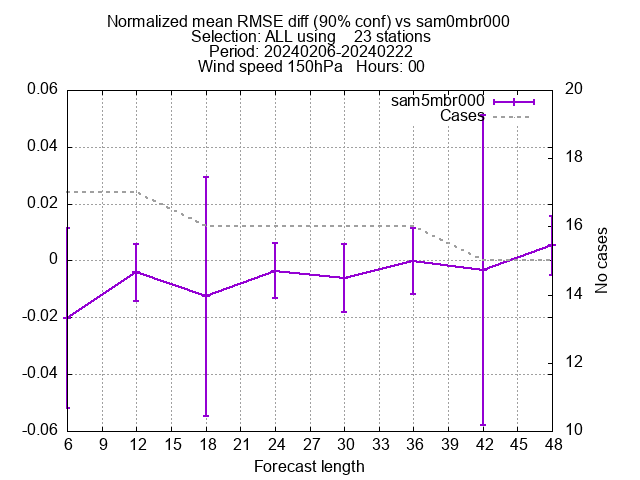 Normalized mean RMSE diff (90% conf) vs sam0mbr000
Selection: ALL using    23 stations
Period: 20240206-20240222
Wind speed 150hPa   Hours: 00
sam5mbr000
Cases
0.06
0.04
0.02
0
-0.02
-0.04
-0.06
20
18
16
14
12
10
No cases
6 9 12 15 18 21 24 27 30 33 36 39 42 45 48
Forecast length